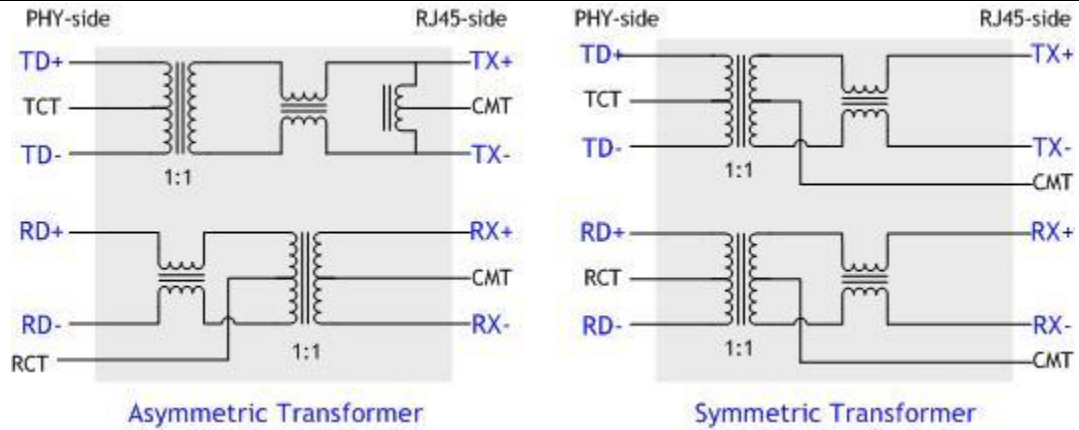 PHY-side RJ45-side
TD+ TX+
TCT CMT
TD- TX-
1:1
RD+ RX+
CMT
RD- RX-
1:1
RCT
Asymmetric Transformer
PHY-side RJ45-side
TD+ TX+
TCT
TD- TX-
1:1
CMT
RD+ RX+
RCT
RD- RX-
1:1
CMT
Symmetric Transformer